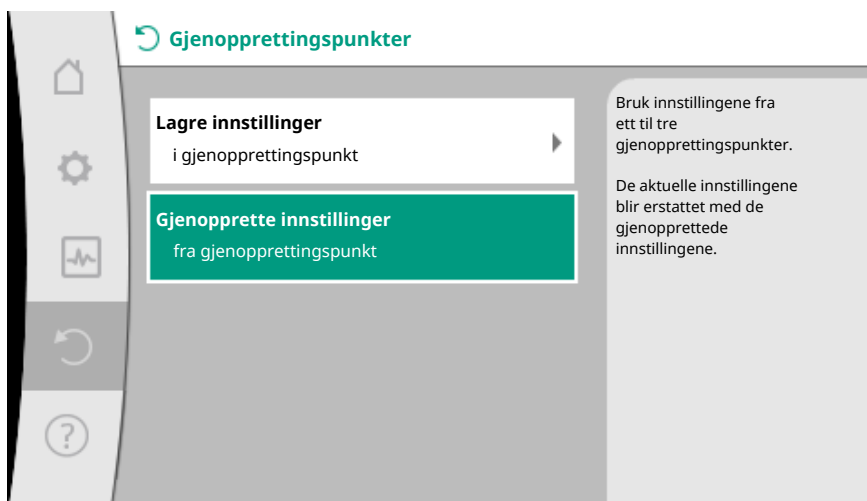 Gjenopprettingspunkter
Lagre innstillinger
i gjenopprettingspunkt
Gjenopprette innstillinger
fra gjenopprettingspunkt
Bruk innstillingene fra
ett til tre
gjenopprettingspunkter.
De aktuelle innstillingene
blir erstattet med de
gjenopprettede
innstillingene.
?